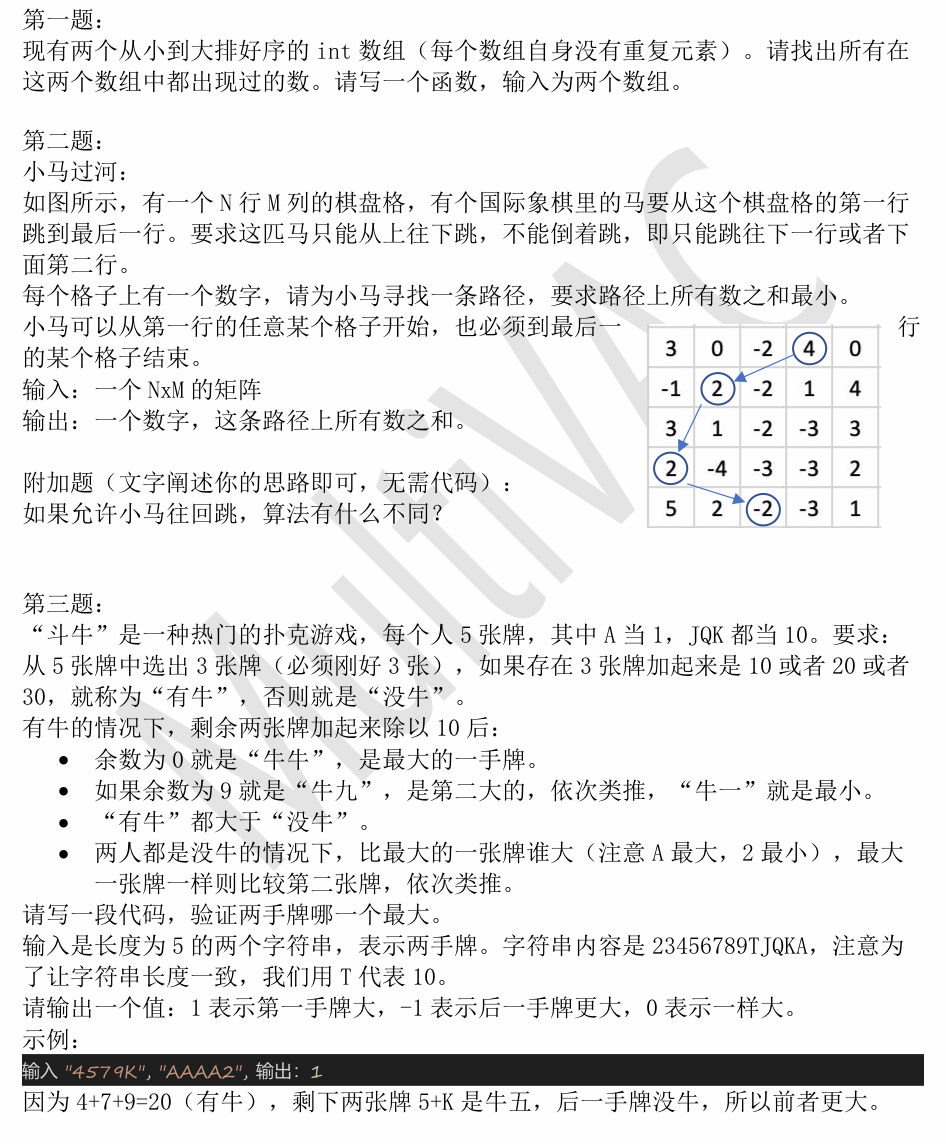 第一题：
现有两个从小到大排好序的 int 数组（每个数组自身没有重复元素）。请找出所有在
这两个数组中都出现过的数。请写一个函数，输入为两个数组。
第二题：
小马过河：
如图所示，有一个 N 行 M 列的棋盘格，有个国际象棋里的马要从这个棋盘格的第一行
跳到最后一行。要求这匹马只能从上往下跳，不能倒着跳，即只能跳往下一行或者下
面第二行。
每个格子上有一个数字，请为小马寻找一条路径，要求路径上所有数之和最小。
小马可以从第一行的任意某个格子开始，也必须到最后一 行
的某个格子结束。
输入：一个 NxM 的矩阵
输出：一个数字，这条路径上所有数之和。
3 0 -2 4 0
-1 2 -2 1 4
3 1 -2 -3 3
2 -4 -3 -3 2
5 2 -2 -3 1
附加题（文字阐述你的思路即可，无需代码）：
如果允许小马往回跳，算法有什么不同？
第三题：
“斗牛”是一种热门的扑克游戏，每个人 5 张牌，其中 A 当 1，JQK 都当 10。要求：
从 5 张牌中选出 3 张牌（必须刚好 3 张），如果存在 3 张牌加起来是 10 或者 20 或者
30，就称为“有牛”，否则就是“没牛”。
有牛的情况下，剩余两张牌加起来除以 10 后：
• 余数为 0 就是“牛牛”，是最大的一手牌。
• 如果余数为 9 就是“牛九”，是第二大的，依次类推，“牛一”就是最小。
• “有牛”都大于“没牛”。
• 两人都是没牛的情况下，比最大的一张牌谁大（注意 A 最大，2 最小），最大
一张牌一样则比较第二张牌，依次类推。
请写一段代码，验证两手牌哪一个最大。
输入是长度为 5 的两个字符串，表示两手牌。字符串内容是 23456789TJQKA，注意为
了让字符串长度一致，我们用 T 代表 10。
请输出一个值：1 表示第一手牌大，-1 表示后一手牌更大，0 表示一样大。
示例：
输入 "4579K", "AAAA2", 输出：1
因为 4+7+9=20（有牛），剩下两张牌 5+K 是牛五，后一手牌没牛，所以前者更大。
MultiVAC